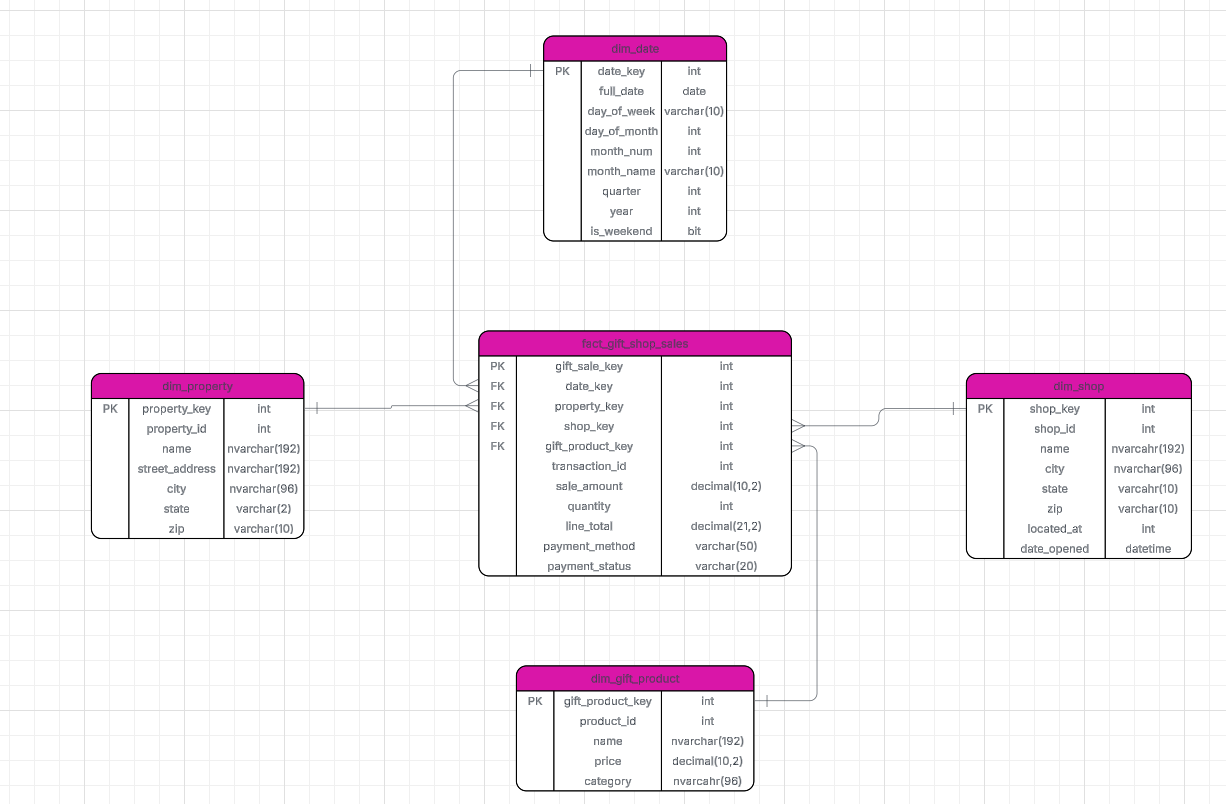 dim_date
PK date_key int
full_date date
day_of_week varchar(10)
day_of_month int
month_num int
month_name varchar(10)
quarter int
year int
is_weekend bit
fact_gift_shop_sales
PK gift_sale_key int
FK date_key int
FK property_key int
FK shop_key int
FK gift_product_key int
transaction_id int
sale_amount decimal(10,2)
quantity int
line_total decimal(21,2)
payment_method varchar(50)
payment_status varchar(20)
dim_property
PK property_key int
property_id int
name nvarchar(192)
street_address nvarchar(192)
city nvarchar(96)
state varchar(2)
zip varchar(10)
dim_shop
PK shop_key int
shop_id int
name nvarcahr(192)
city nvarchar(96)
state varcahr(10)
zip varchar(10)
located_at int
date_opened datetime
dim_gift_product
PK gift_product_key int
product_id int
name nvarchar(192)
price decimal(10,2)
category nvarcahr(96)